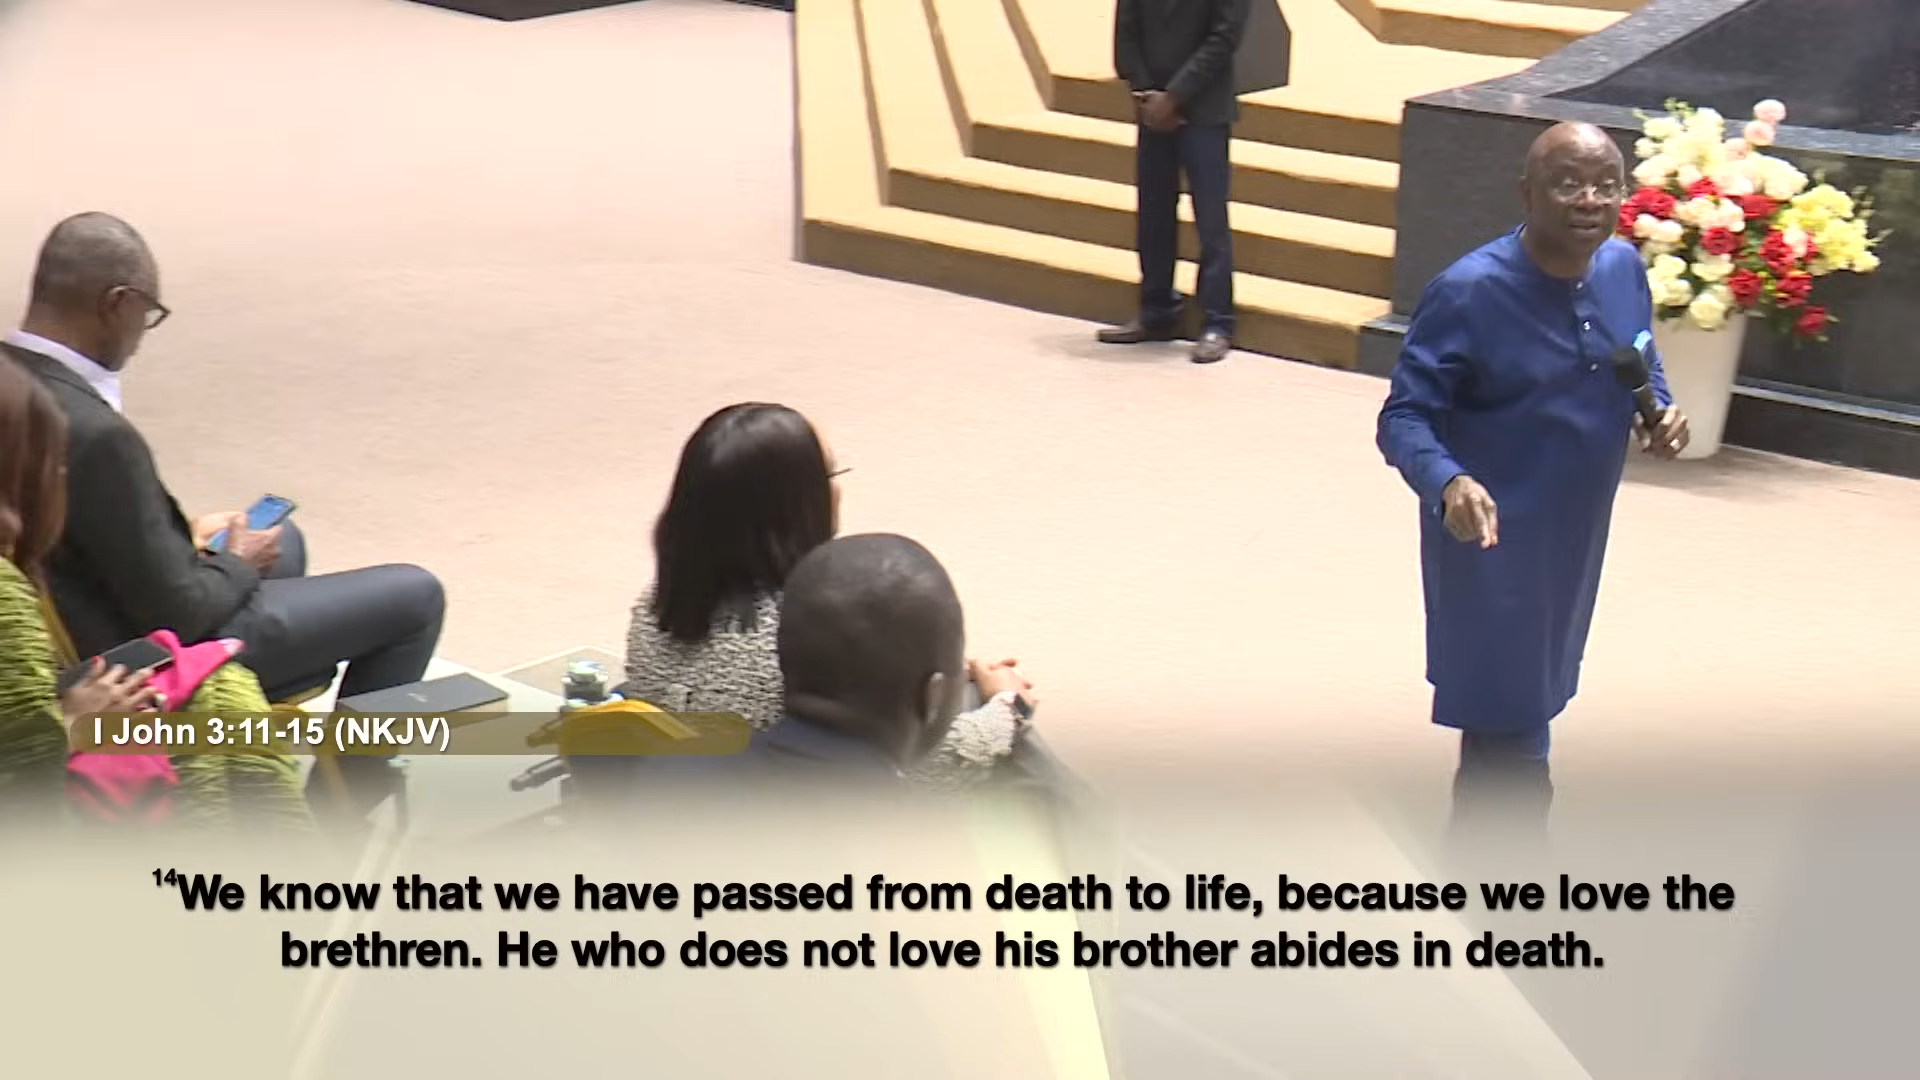 I John 3:11-15 (NKJV)
¹⁴We know that we have passed from death to life, because we love the
brethren. He who does not love his brother abides in death.